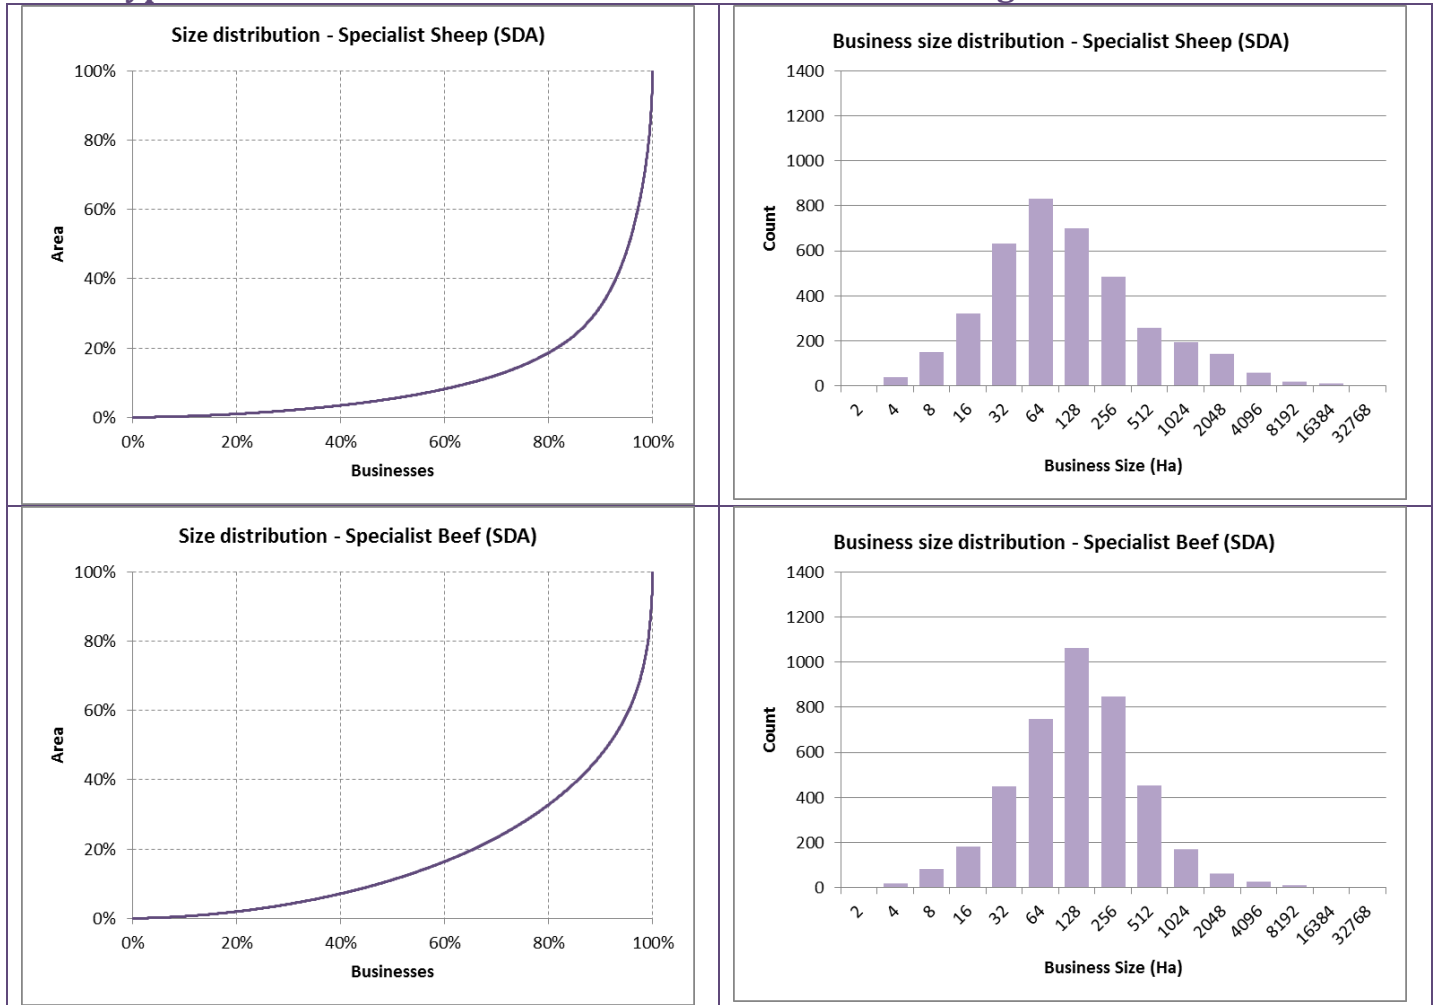 Size distribution - Specialist Sheep (SDA)
100%
80%
60%
40%
20%
0%
Area
0% 20% 40% 60% 80% 100%
Businesses
Business size distribution - Specialist Sheep (SDA)
1400
1200
1000
800
600
400
200
0
Count
2 4 8 16 32 64 128 256 512 1024 2048 4096 8192 16384 32768
Business Size (Ha)
Size distribution - Specialist Beef (SDA)
100%
80%
60%
40%
20%
0%
Area
0% 20% 40% 60% 80% 100%
Businesses
Business size distribution - Specialist Beef (SDA)
1400
1200
1000
800
600
400
200
0
Count
2 4 8 16 32 64 128 256 512 1024 2048 4096 8192 16384 32768
Business Size (Ha)